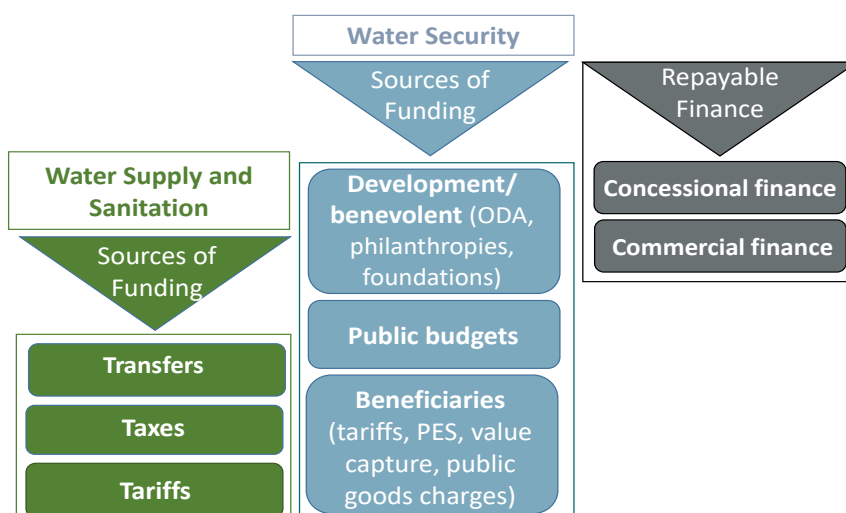 Water Security
Sources of
Funding
Repayable
Finance
Water Supply and
Sanitation
Sources of
Funding
Transfers
Taxes
Tariffs
Development/
benevolent (ODA,
philanthropies,
foundations)
Public budgets
Beneficiaries
(tariffs, PES, value
capture, public
goods charges)
Concessional finance
Commercial finance